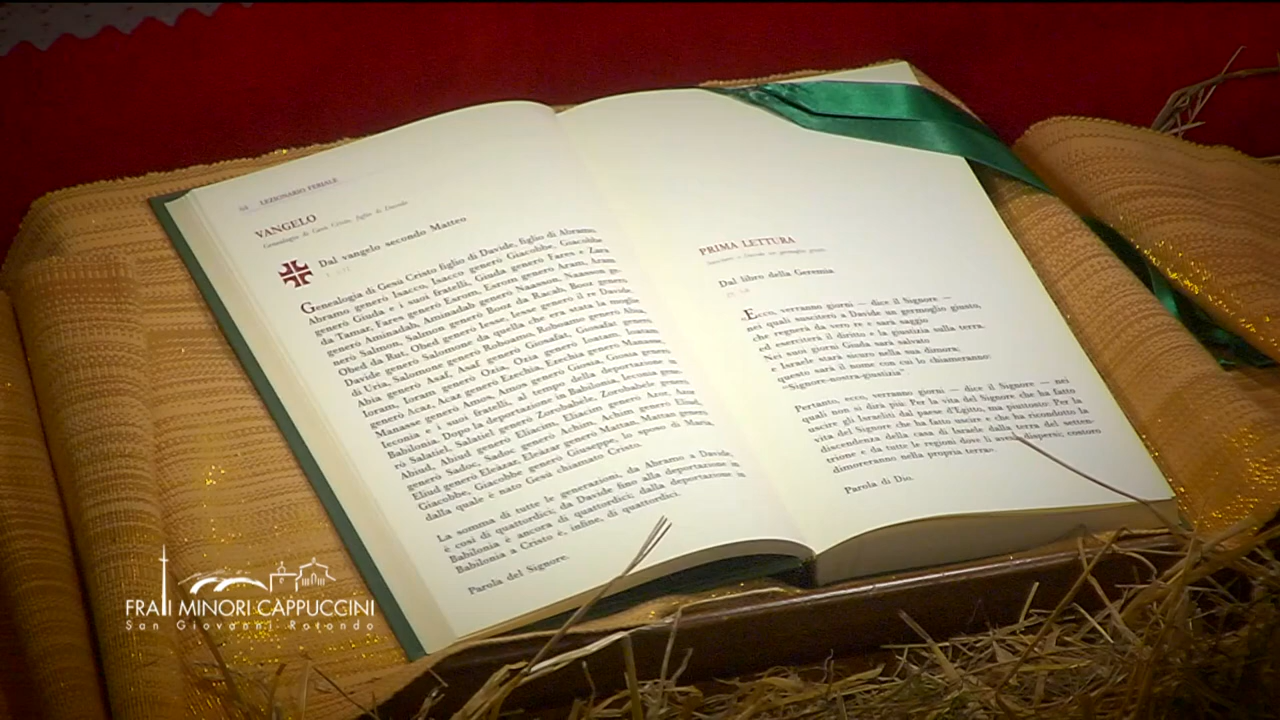 64 LEZIONARIO FERIALE
VANGELO
Genealogia di Gesù Cristo, figlio di Davide.
Dal vangelo secondo Matteo
Genealogia di Gesù Cristo figlio di Davide, figlio di Abramo.
Abramo generò Isacco, Isacco generò Giacobbe, Giacobbe
generò Giuda e i suoi fratelli, Giuda generò Fares e Zara
da Tamar, Fares generò Esrom, Esrom generò Aram, Aram
generò Aminadab, Aminadab generò Naasson, Naasson ge-
nerò Salmon, Salmon generò Booz da Racab, Booz generò
Obed da Rut, Obed generò Iesse, Iesse generò il re Davide.
Davide generò Salomone da quella che era stata la moglie
di Uria, Salomone generò Roboamo, Roboamo generò Abia,
Abia generò Asaf, Asaf generò Giosafat, Giosafat generò
Ioram, Ioram generò Ozia, Ozia generò Ioatam, Ioatam
generò Acaz, Acaz generò Ezechia, Ezechia generò Manasse,
Manasse generò Amos, Amos generò Giosia, Giosia generò
Ieconia e i suoi fratelli, al tempo della deportazione in
Babilonia. Dopo la deportazione in Babilonia, Ieconia gene-
rò Salatiel, Salatiel generò Zorobabele, Zorobabele generò
Abiud, Abiud generò Eliacim, Eliacim generò Azor, Azor
generò Sadoc, Sadoc generò Achim, Achim generò Eliud,
Eliud generò Eleàzar, Eleàzar generò Mattan, Mattan generò
Giacobbe, Giacobbe generò Giuseppe, lo sposo di Maria,
dalla quale è nato Gesù chiamato Cristo.
La somma di tutte le generazioni, da Abramo a Davide,
è così di quattordici; da Davide fino alla deportazione in
Babilonia è ancora di quattordici; dalla deportazione in
Babilonia a Cristo è, infine, di quattordici.
Parola del Signore.
PRIMA LETTURA
Dal libro della Geremia
Ecco, verranno giorni — dice il Signore —
nei quali susciterò a Davide un germoglio giusto,
che regnerà da vero re e sarà saggio
ed eserciterà il diritto e la giustizia sulla terra.
Nei suoi giorni Giuda sarà salvato
e Israele starà sicuro nella sua dimora;
questo sarà il nome con cui lo chiameranno:
"Signore-nostra-giustizia"
Pertanto, ecco, verranno giorni — dice il Signore — nei
quali non si dirà più: Per la vita del Signore che ha fatto
uscire gli Israeliti dal paese d'Egitto, ma piuttosto: Per la
vita del Signore che ha fatto uscire e che ha ricondotto la
discendenza della casa di Israele dalla terra del setten-
trione e da tutte le regioni dove li aveva dispersi; costoro
dimoreranno nella propria terra».
Parola di Dio.
FRATI MINORI CAPPUCCINI
San Giovanni Rotondo